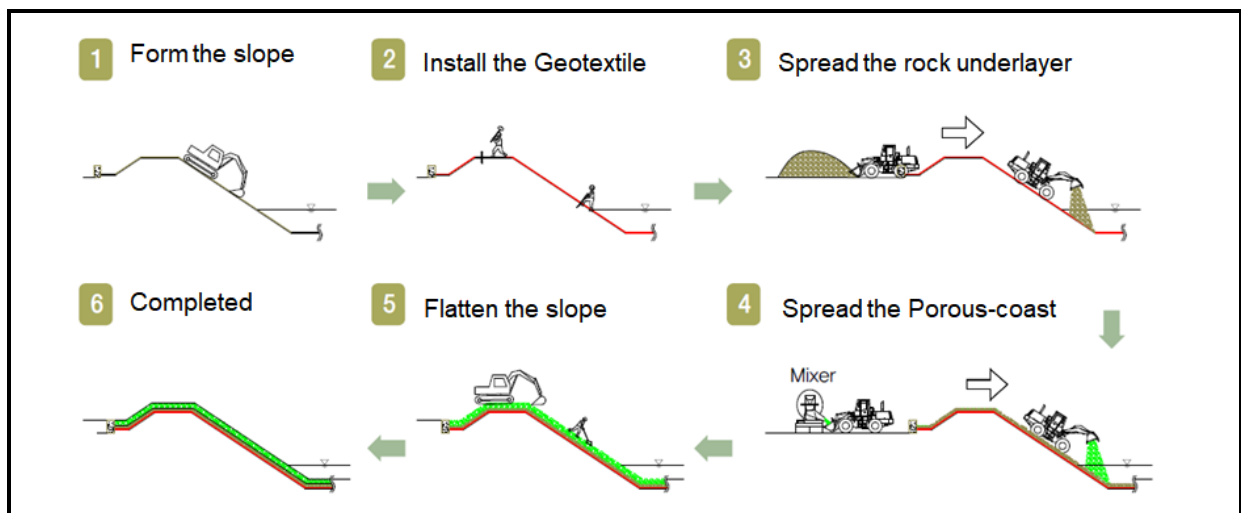 1 Form the slope
2 Install the Geotextile
3 Spread the rock underlayer
4 Spread the Porous-coast
Mixer
5 Flatten the slope
6 Completed